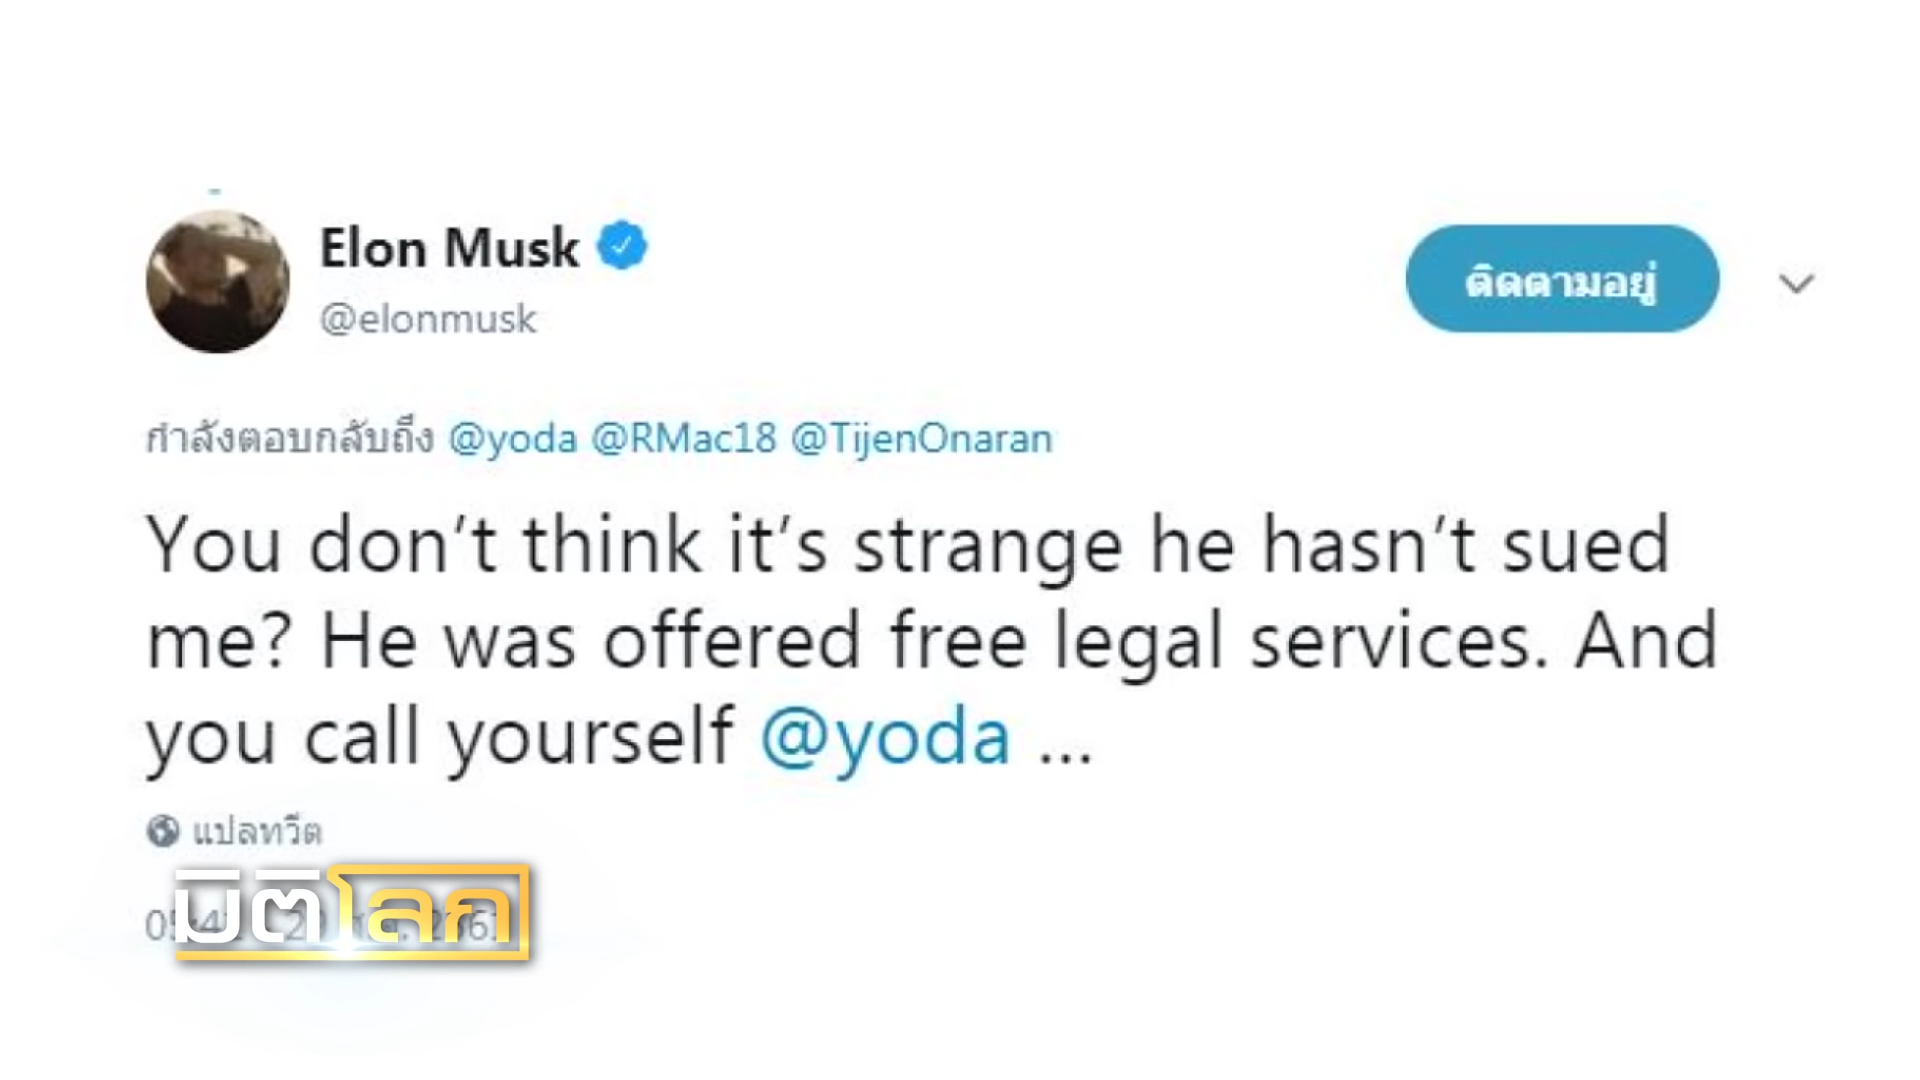 Elon Musk
@elonmusk
ติดตามอยู่
กำลังตอบกลับถึง @yoda @RMac18 @TijenOnaran
You don’t think it’s strange he hasn’t sued
me? He was offered free legal services. And
you call yourself @yoda ...
แปลทวีต
มิติโลก